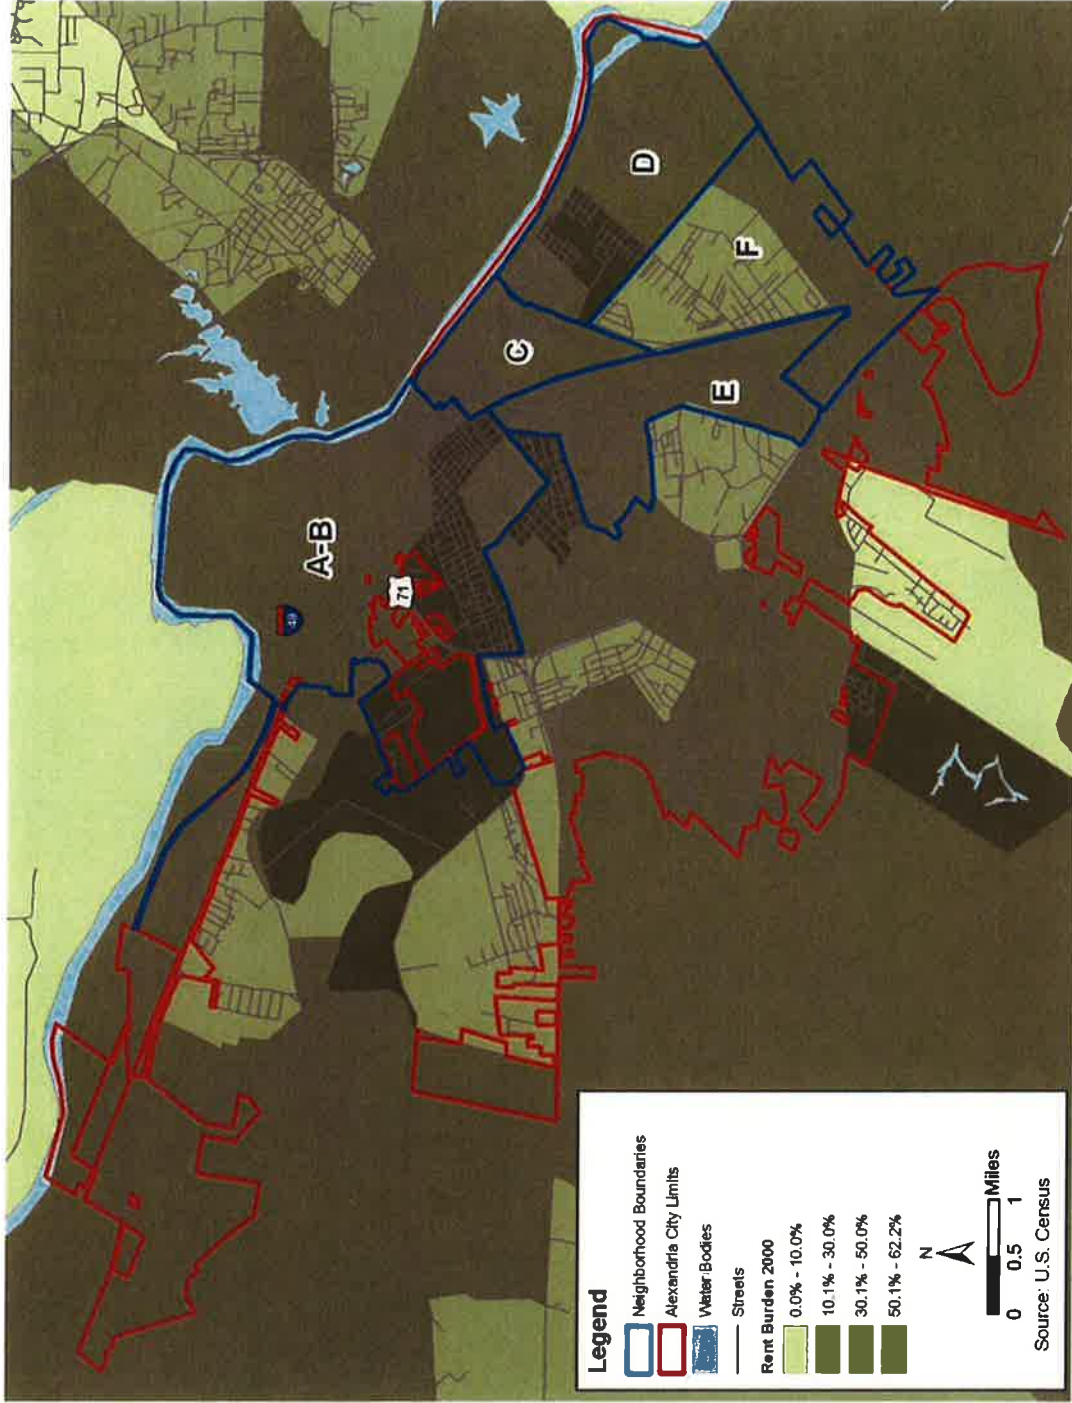 A-B
C
D
E
F
49
71
Legend
Neighborhood Boundaries
Alexandria City Limits
Water Bodies
Streets
Rent Burden 2000
0.0% - 10.0%
10.1% - 30.0%
30.1% - 50.0%
50.1% - 62.2%
N
0 0.5 1
Miles
Source: U.S. Census